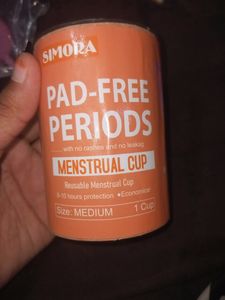 SIMORA
PAD-FREE
PERIODS
...with no rashes and no leakag
MENSTRUAL CUP
Reusable Menstrual Cup
8-10 hours protection •Economical
Size: MEDIUM 1 Cup